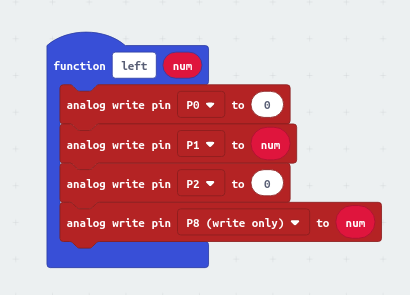 function left num
analog write pin P0 to 0
analog write pin P1 to num
analog write pin P2 to 0
analog write pin P8 (write only) to num